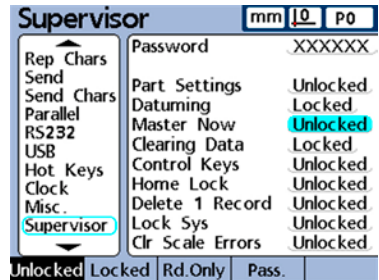 Supervisor mm 0 P0
Rep Chars
Send
Send Chars
Parallel
RS232
USB
Hot Keys
Clock
Misc.
Supervisor
Password XXXXXX
Part Settings Unlocked
Datuming Locked
Master Now Unlocked
Clearing Data Locked
Control Keys Unlocked
Home Lock Unlocked
Delete 1 Record Unlocked
Lock Sys Unlocked
Clr Scale Errors Unlocked
Unlocked Locked Rd.Only Pass.